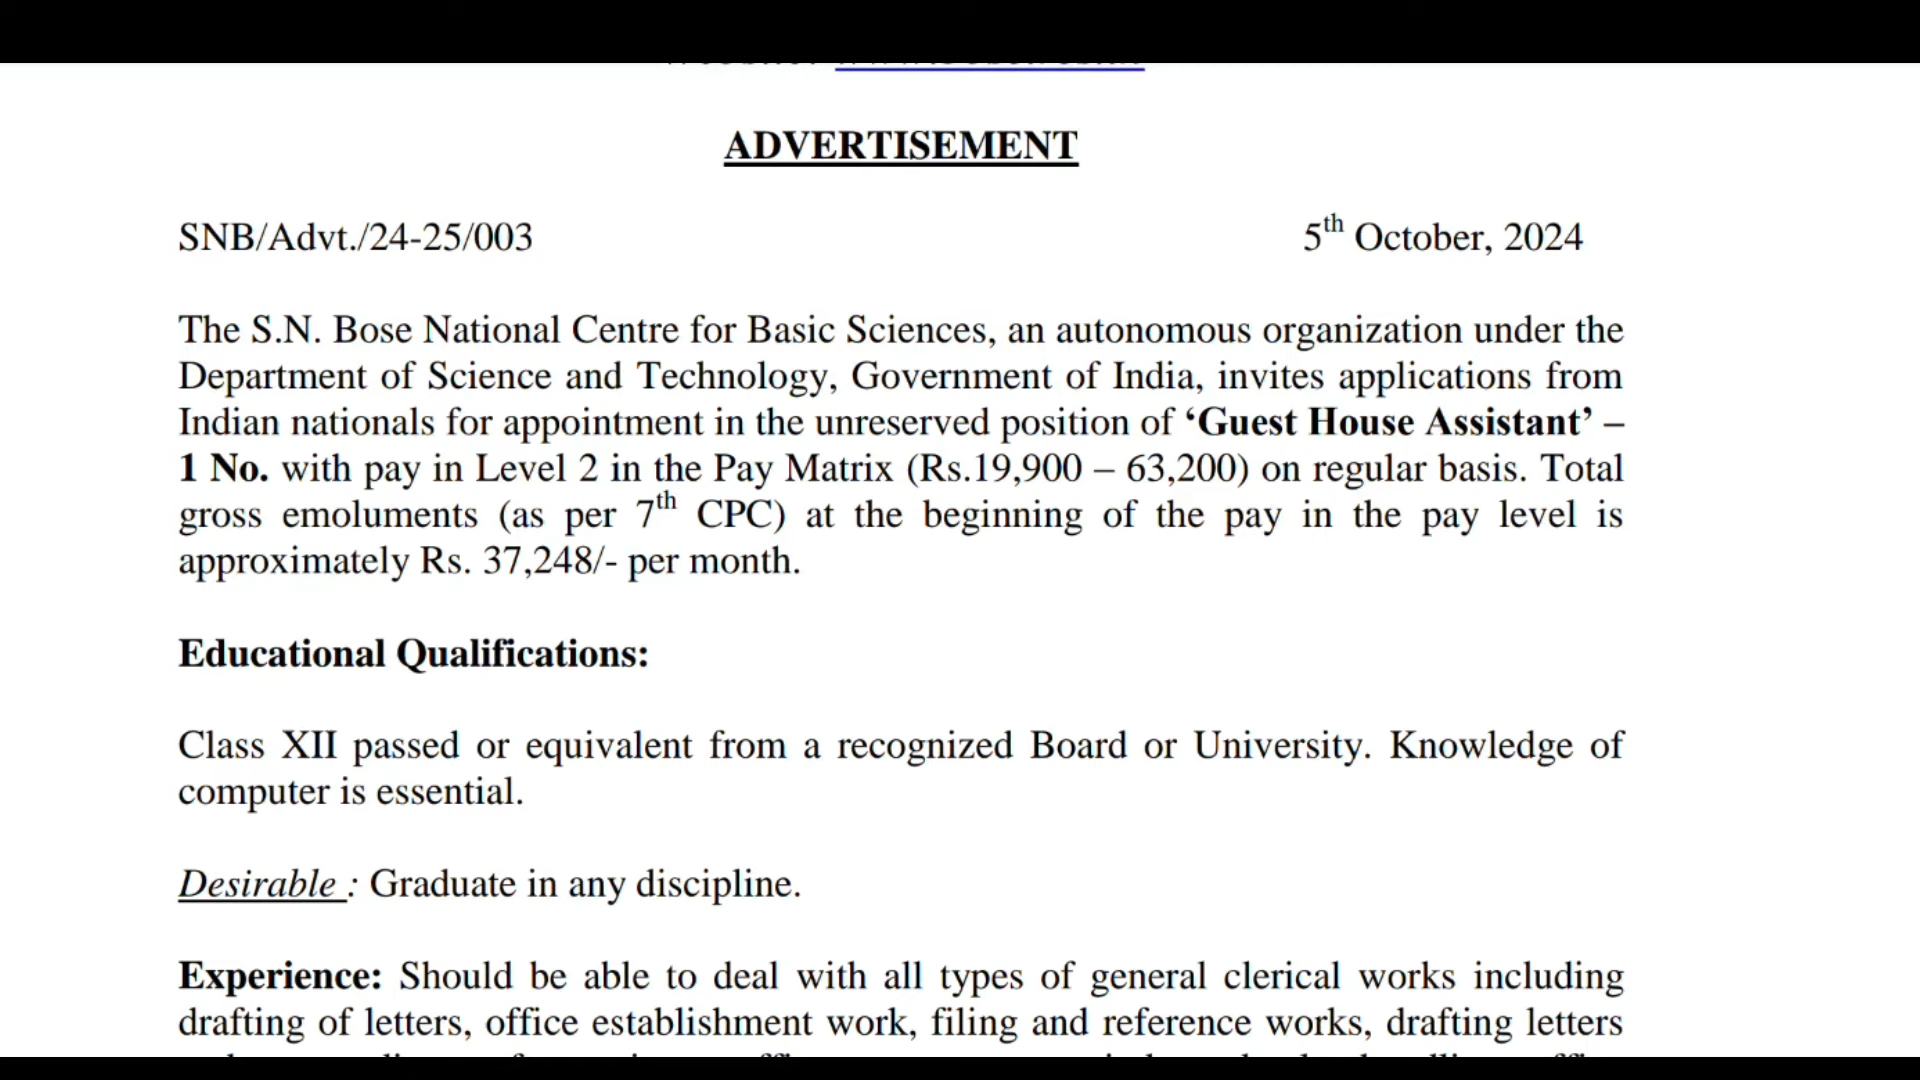 ADVERTISEMENT
SNB/Advt./24-25/003 5th October, 2024
The S.N. Bose National Centre for Basic Sciences, an autonomous organization under the
Department of Science and Technology, Government of India, invites applications from
Indian nationals for appointment in the unreserved position of ‘Guest House Assistant’ –
1 No. with pay in Level 2 in the Pay Matrix (Rs.19,900 – 63,200) on regular basis. Total
gross emoluments (as per 7th CPC) at the beginning of the pay in the pay level is
approximately Rs. 37,248/- per month.
Educational Qualifications:
Class XII passed or equivalent from a recognized Board or University. Knowledge of
computer is essential.
Desirable : Graduate in any discipline.
Experience: Should be able to deal with all types of general clerical works including
drafting of letters, office establishment work, filing and reference works, drafting letters